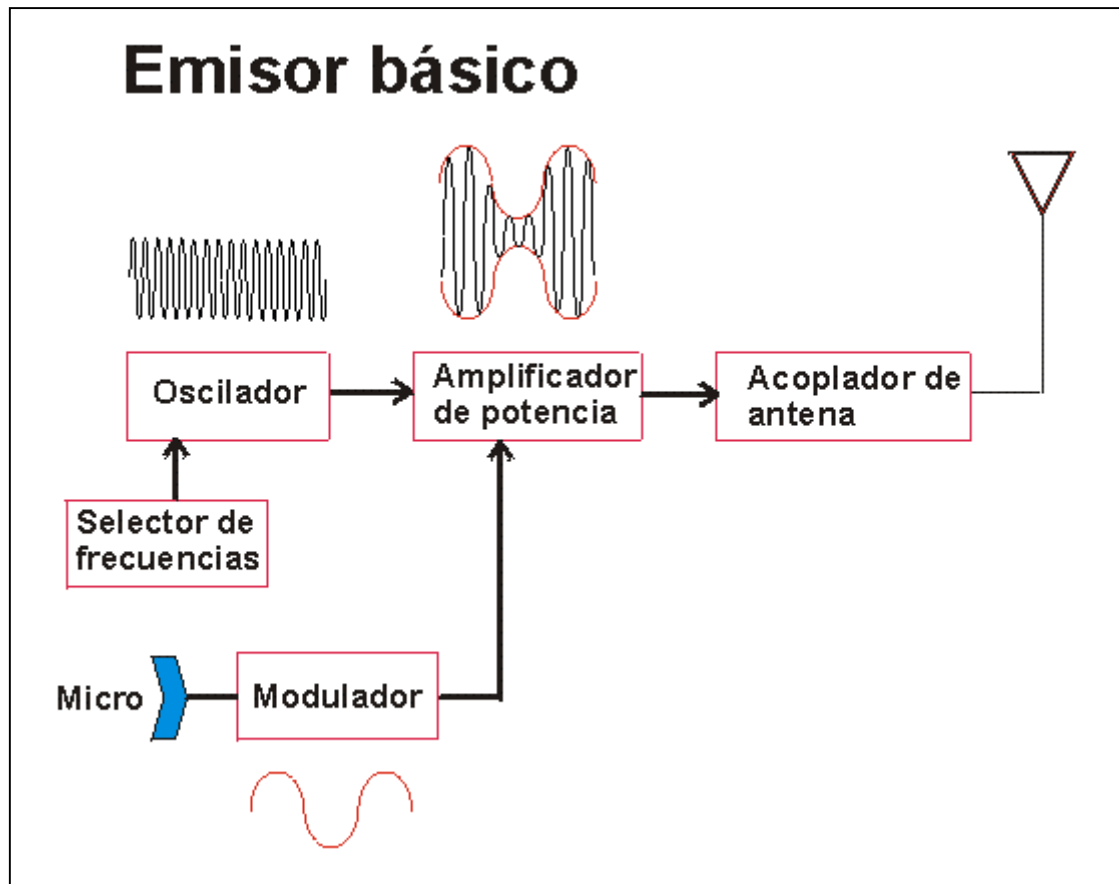 Emisor básico
Oscilador
Amplificador
de potencia
Acoplador de
antena
Selector de
frecuencias
Micro
Modulador